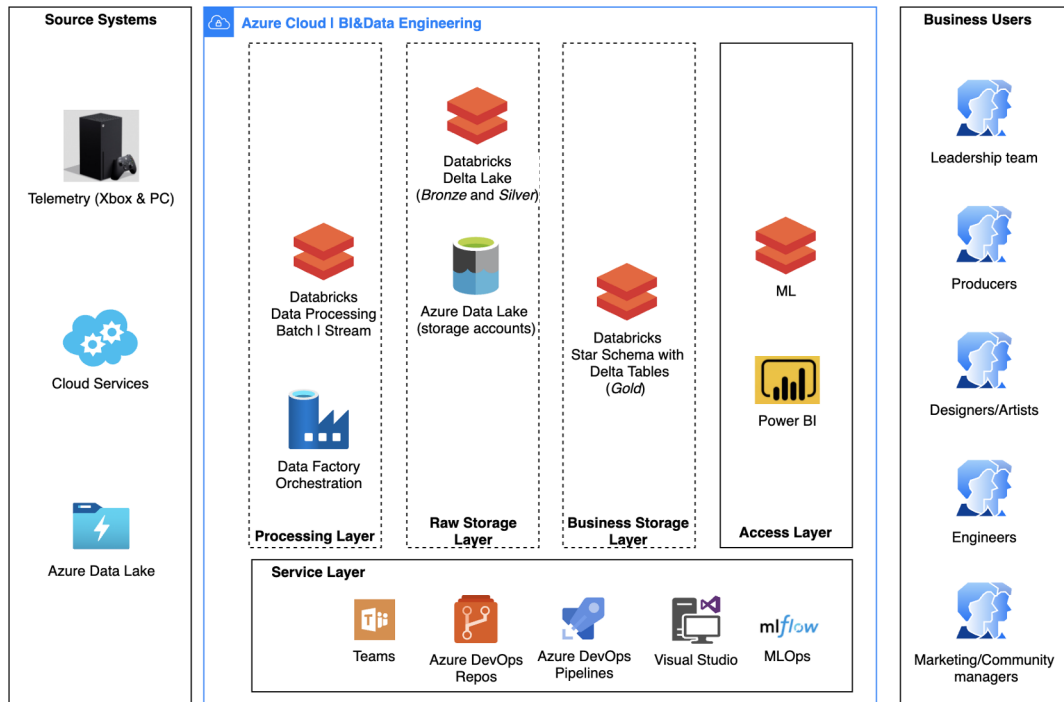 Source Systems
Telemetry (Xbox & PC)
Cloud Services
Azure Data Lake
Azure Cloud | BI&Data Engineering
Databricks
Data Processing
Batch | Stream
Data Factory
Orchestration
Processing Layer
Databricks
Delta Lake
(Bronze and Silver)
Azure Data Lake
(storage accounts)
Raw Storage
Layer
Databricks
Star Schema with
Delta Tables
(Gold)
Business Storage
Layer
ML
Power BI
Access Layer
Service Layer
Teams
Azure DevOps
Repos
Azure DevOps
Pipelines
Visual Studio
mlflow
MLOps
Business Users
Leadership team
Producers
Designers/Artists
Engineers
Marketing/Community
managers